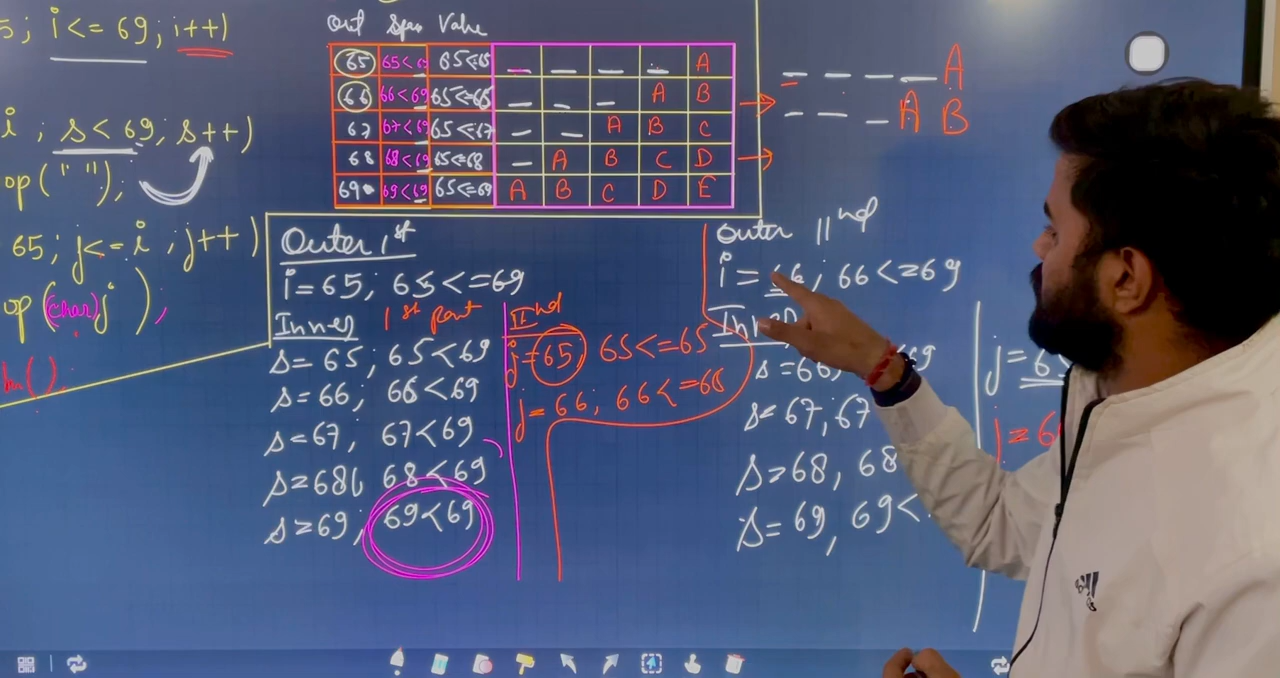 5; i<=69; i++)
i ; s<69, s++)
op(" ");
65; j<=i ; j++)
op(char)j );
Out Spa Value
65 65<69 65<=65 _ _ _ _ A
66 66<69 65<=65 _ _ _ A B
67 67<69 65<=67 _ _ A B C
68 68<69 65<=68 _ A B C D
69 69<69 65<=69 A B C D E
_ _ _ _ A
_ _ _ A B
Outer 1st
i=65; 65<=69
Inner 1st part
s=65; 65<69
s=66; 66<69
s=67; 67<69
s=68; 68<69
s=69; 69<69
IInd
j=65, 65<=65
j=66; 66<=66
Outer IInd
i=66; 66<=69
s=66,
s=67; 67
s=68, 68
s=69, 69<
j=6
j=6